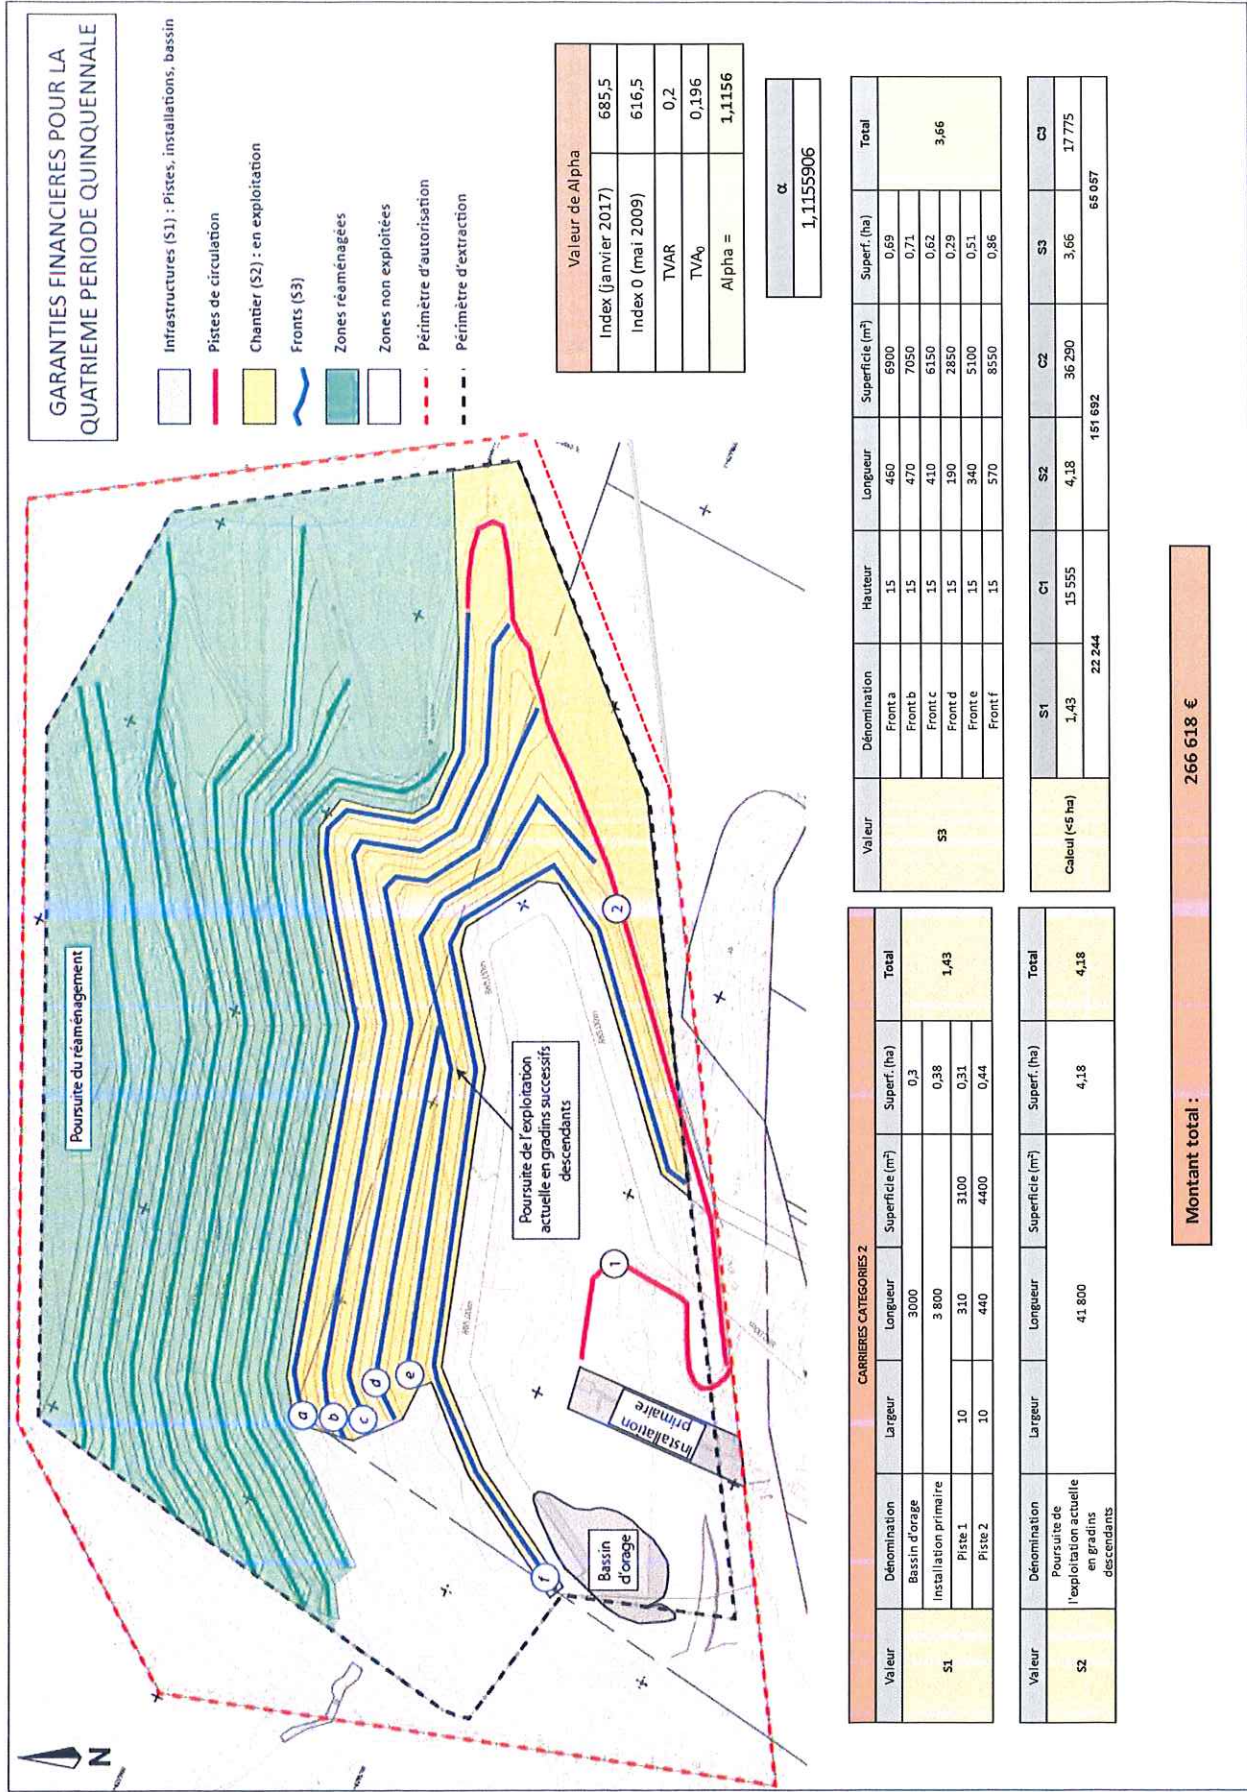 GARANTIES FINANCIERES POUR LA
QUATRIEME PERIODE QUINQUENNALE
Infrastructures (S1) : Pistes, installations, bassin
Pistes de circulation
Chantier (S2) : en exploitation
Fronts (S3)
Zones réaménagées
Zones non exploitées
Périmètre d'autorisation
Périmètre d'extraction
N
Poursuite du réaménagement
Poursuite de l'exploitation
actuelle en gradins successifs
descendants
a
b
c
d
e
f
1
2
Installation
primaire
Bassin
d'orage
Valeur de Alpha
Index (janvier 2017) 685,5
Index 0 (mai 2009) 616,5
TVAR 0,2
TVA₀ 0,196
Alpha = 1,1156
α
1,1155906
CARRIERES CATEGORIES 2
Valeur Dénomination Largeur Longueur Superficie (m²) Superf. (ha) Total
S1
Bassin d'orage 3000 0,3
Installation primaire 3 800 0,38
Piste 1 10 310 3100 0,31
Piste 2 10 440 4400 0,44
1,43
Valeur Dénomination Largeur Longueur Superficie (m²) Superf. (ha) Total
S2
Poursuite de
l'exploitation actuelle
en gradins
descendants
41 800 4,18 4,18
Valeur Dénomination Hauteur Longueur Superficie (m²) Superf. (ha) Total
S3
Front a 15 460 6900 0,69
Front b 15 470 7050 0,71
Front c 15 410 6150 0,62
Front d 15 190 2850 0,29
Front e 15 340 5100 0,51
Front f 15 570 8550 0,86
3,66
Calcul (<5 ha)
S1 C1 S2 C2 S3 C3
1,43 15 555 4,18 36 290 3,66 17 775
22 244 151 692 65 057
Montant total : 266 618 €